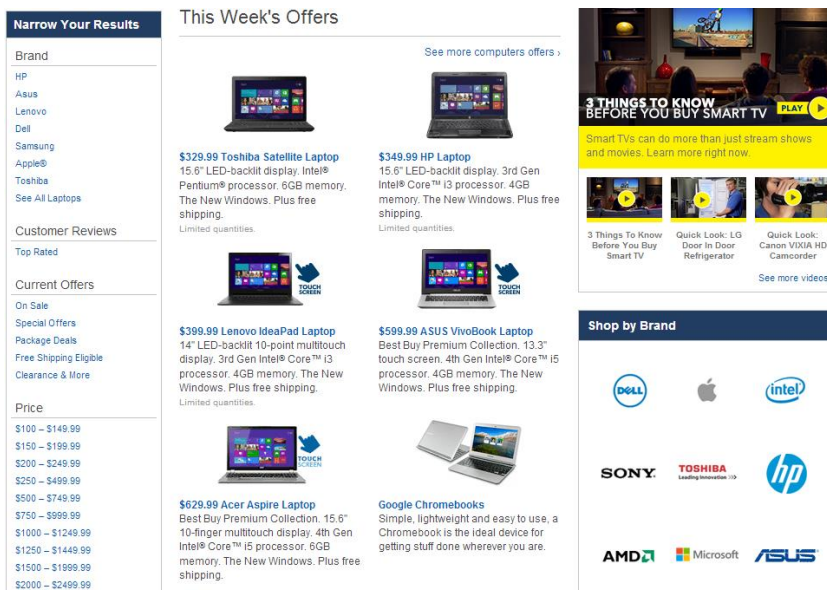 Narrow Your Results
Brand
HP
Asus
Lenovo
Dell
Samsung
Apple®
Toshiba
See All Laptops
Customer Reviews
Top Rated
Current Offers
On Sale
Special Offers
Package Deals
Free Shipping Eligible
Clearance & More
Price
$100 – $149.99
$150 – $199.99
$200 – $249.99
$250 – $499.99
$500 – $749.99
$750 – $999.99
$1000 – $1249.99
$1250 – $1449.99
$1500 – $1999.99
$2000 – $2499.99
This Week's Offers
See more computers offers ›
$329.99 Toshiba Satellite Laptop
15.6" LED-backlit display. Intel®
Pentium® processor. 6GB memory.
The New Windows. Plus free
shipping.
Limited quantities.
$349.99 HP Laptop
15.6" LED-backlit display. 3rd Gen
Intel® Core™ i3 processor. 4GB
memory. The New Windows. Plus free
shipping.
Limited quantities.
TOUCH
SCREEN
$399.99 Lenovo IdeaPad Laptop
14" LED-backlit 10-point multitouch
display. 3rd Gen Intel® Core™ i3
processor. 4GB memory. The New
Windows. Plus free shipping.
Limited quantities.
TOUCH
SCREEN
$599.99 ASUS VivoBook Laptop
Best Buy Premium Collection. 13.3"
touch screen. 4th Gen Intel® Core™ i5
processor. 4GB memory. The New
Windows. Plus free shipping.
TOUCH
SCREEN
$629.99 Acer Aspire Laptop
Best Buy Premium Collection. 15.6"
10-finger multitouch display. 4th Gen
Intel® Core™ i5 processor. 6GB
memory. The New Windows. Plus free
shipping.
Google Chromebooks
Simple, lightweight and easy to use, a
Chromebook is the ideal device for
getting stuff done wherever you are.
3 THINGS TO KNOW
BEFORE YOU BUY SMART TV
PLAY
Smart TVs can do more than just stream shows
and movies. Learn more right now.
3 Things To Know
Before You Buy
Smart TV
Quick Look: LG
Door In Door
Refrigerator
Quick Look:
Canon VIXIA HD
Camcorder
See more videos
Shop by Brand
DELL
intel
SONY
TOSHIBA
Leading Innovation >>>
hp
AMD
Microsoft
ASUS